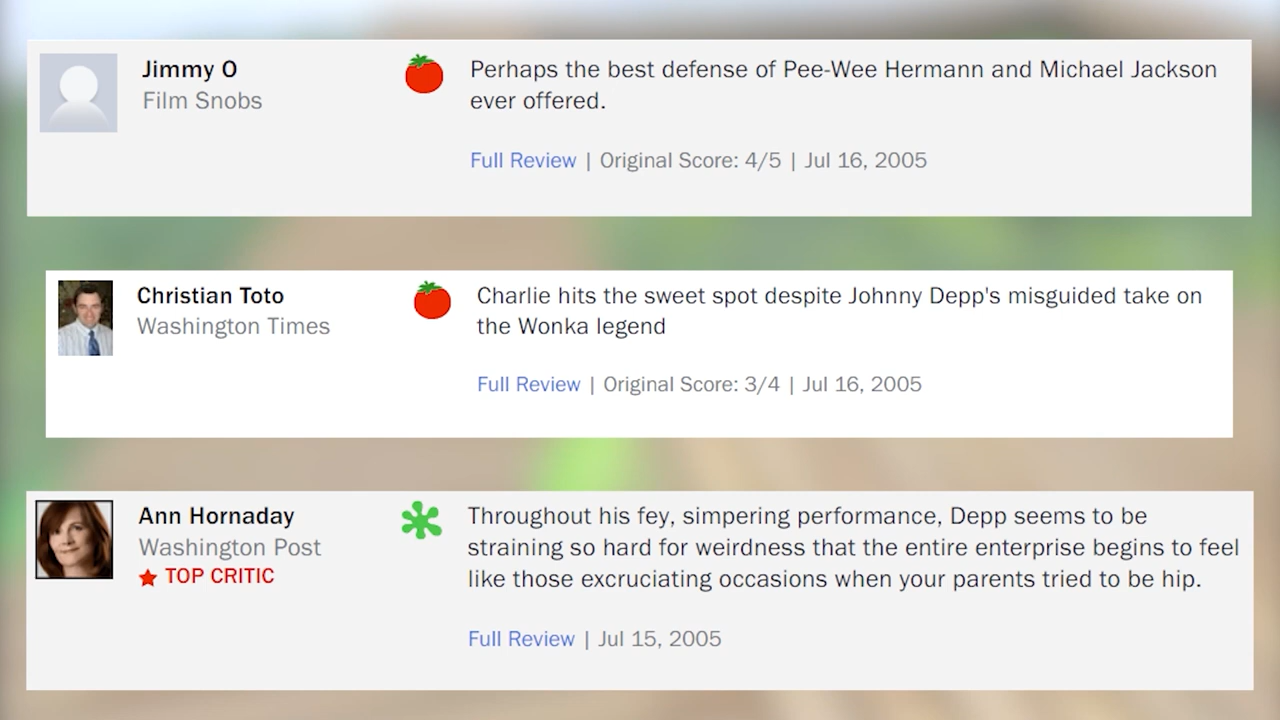 Jimmy O
Film Snobs
Perhaps the best defense of Pee-Wee Hermann and Michael Jackson
ever offered.
Full Review | Original Score: 4/5 | Jul 16, 2005
Christian Toto
Washington Times
Charlie hits the sweet spot despite Johnny Depp's misguided take on
the Wonka legend
Full Review | Original Score: 3/4 | Jul 16, 2005
Ann Hornaday
Washington Post
TOP CRITIC
Throughout his fey, simpering performance, Depp seems to be
straining so hard for weirdness that the entire enterprise begins to feel
like those excruciating occasions when your parents tried to be hip.
Full Review | Jul 15, 2005